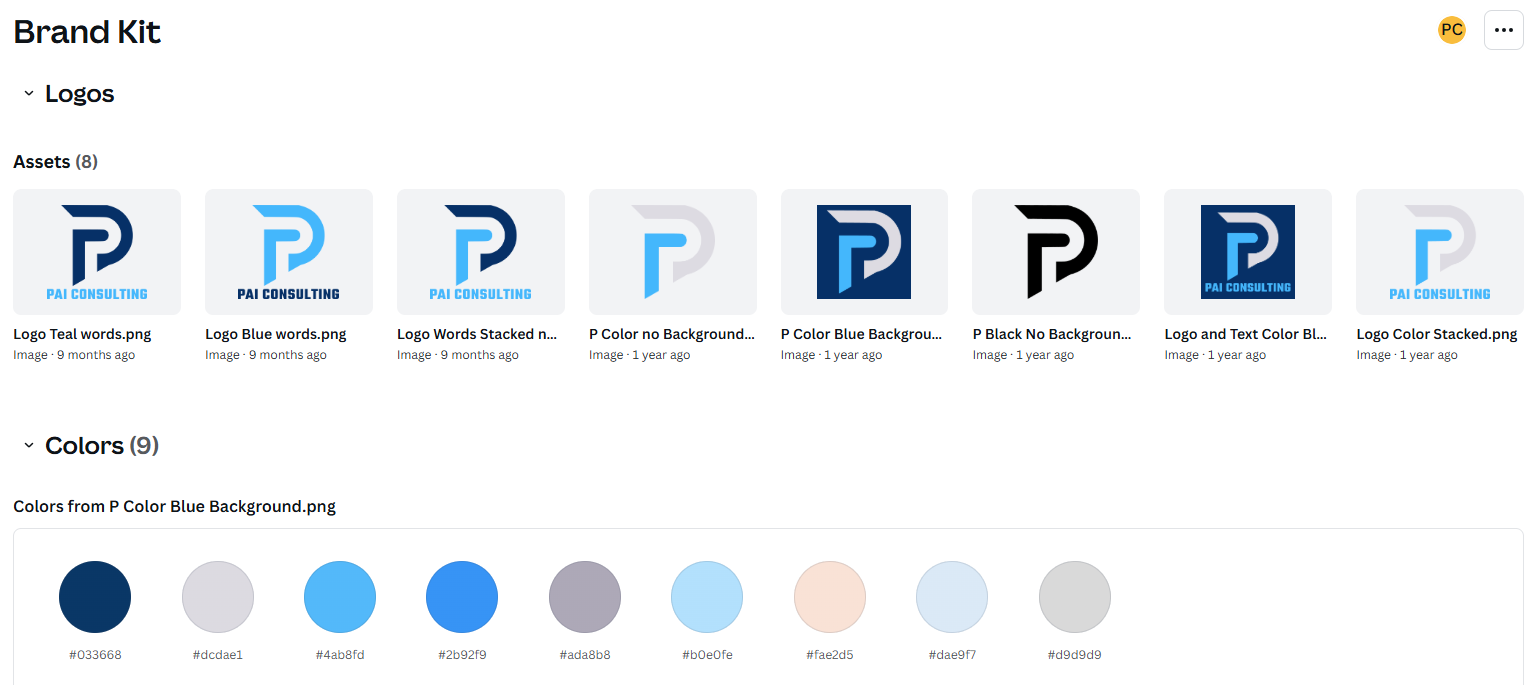 Brand Kit
PC
Logos
Assets (8)
PAI CONSULTING
PAI CONSULTING
PAI CONSULTING
PAI CONSULTING
PAI CONSULTING
Logo Teal words.png
Logo Blue words.png
Logo Words Stacked n...
P Color no Background...
P Color Blue Backgrou...
P Black No Backgroun...
Logo and Text Color Bl...
Logo Color Stacked.png
Image · 9 months ago
Image · 9 months ago
Image · 9 months ago
Image · 1 year ago
Image · 1 year ago
Image · 1 year ago
Image · 1 year ago
Image · 1 year ago
Colors (9)
Colors from P Color Blue Background.png
#033668
#dcdae1
#4ab8fd
#2b92f9
#ada8b8
#b0e0fe
#fae2d5
#dae9f7
#d9d9d9